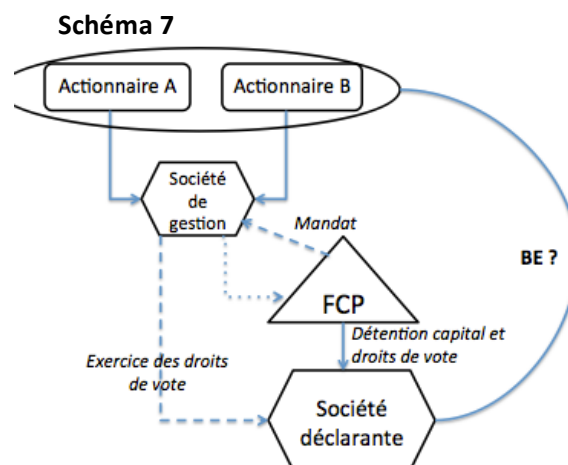 Schéma 7
Actionnaire A
Actionnaire B
Société
de
gestion
Mandat
BE ?
FCP
Détention capital et
droits de vote
Exercice des droits
de vote
Société
déclarante